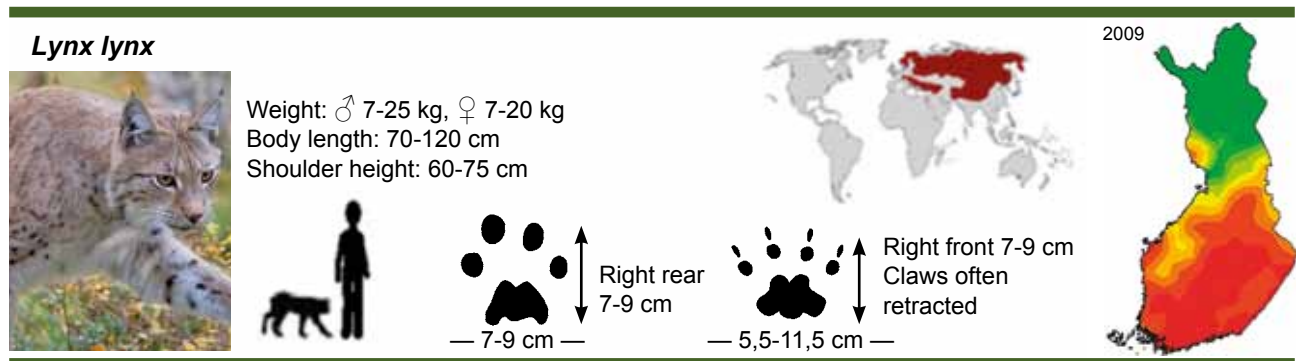 Lynx lynx
Weight: ♂ 7-25 kg, ♀ 7-20 kg
Body length: 70-120 cm
Shoulder height: 60-75 cm
Right rear
7-9 cm
— 7-9 cm —
Right front 7-9 cm
Claws often
retracted
— 5,5-11,5 cm —
2009